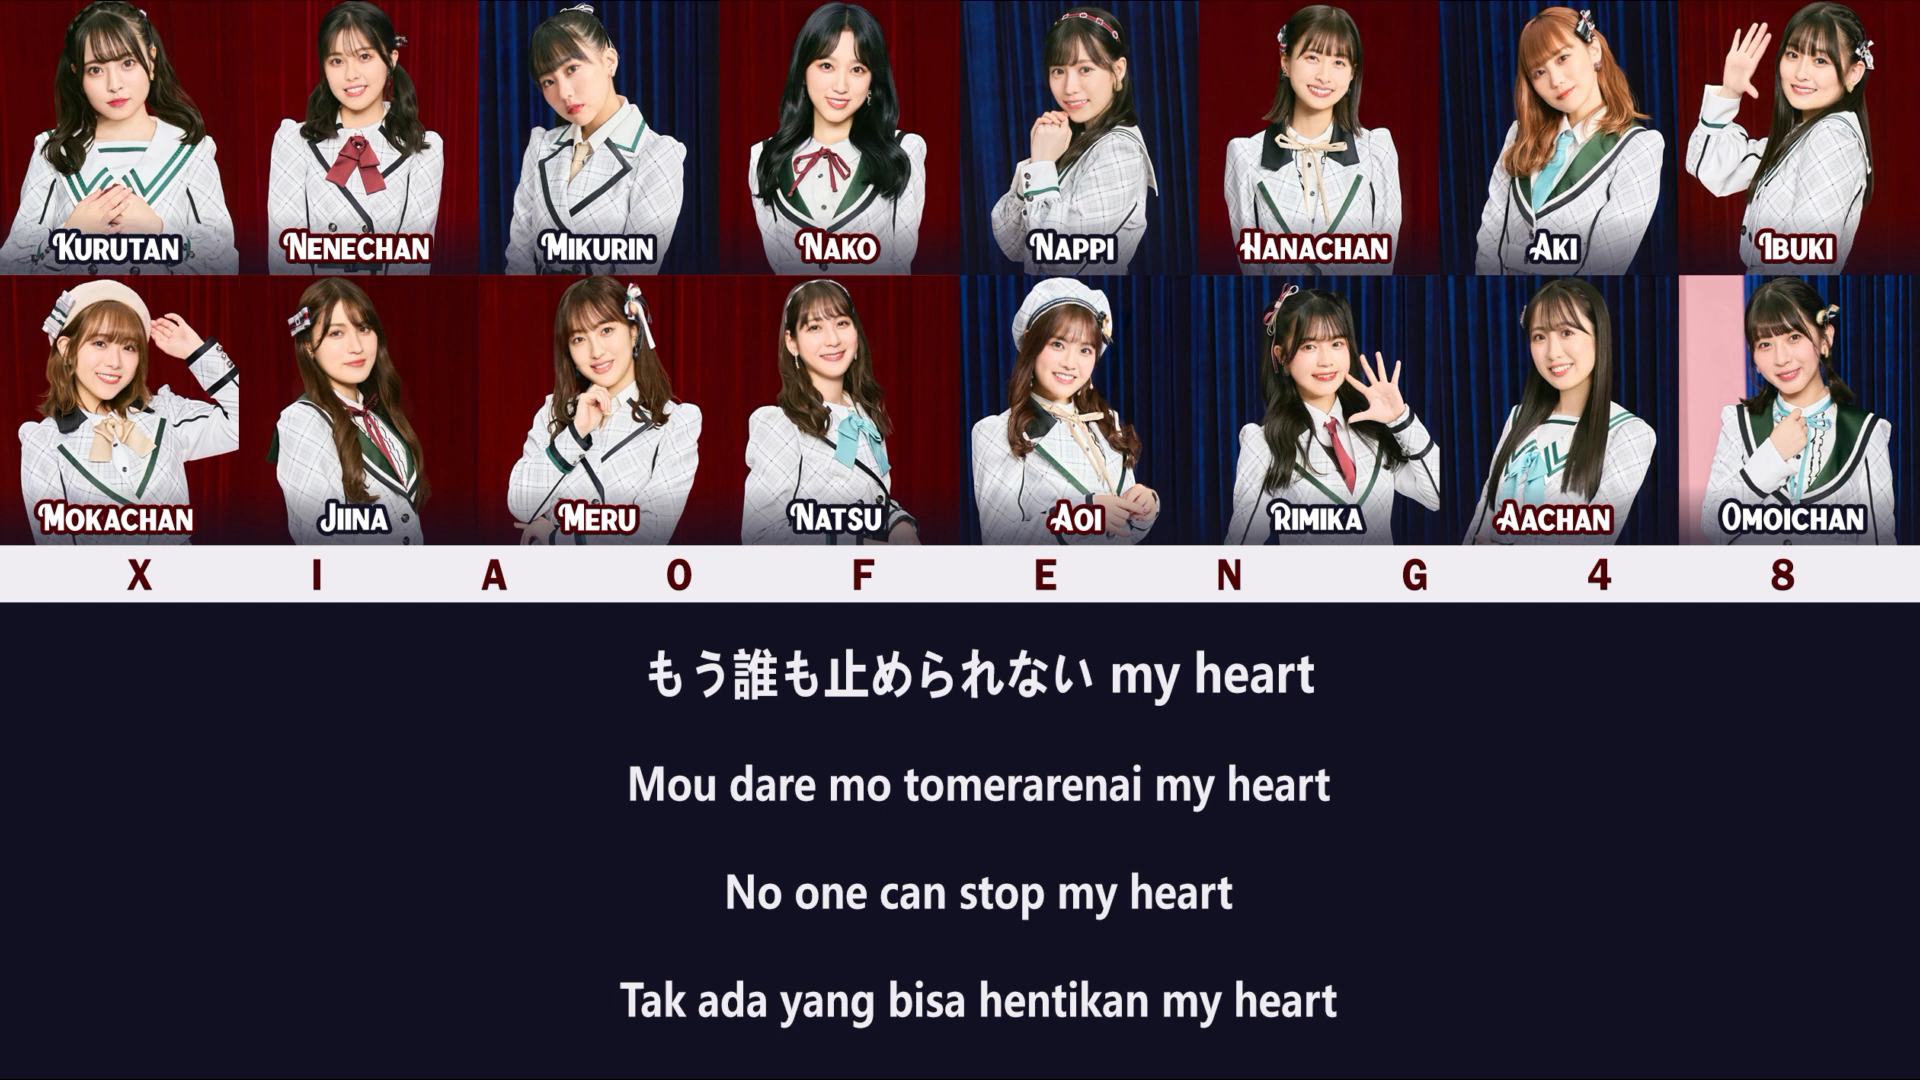 Kurutan Nenechan Mikurin Nako Nappi Hanachan Aki Ibuki
Mokachan Jiina Meru Natsu Aoi Rimika Aachan Omoichan
X I A O F E N G 4 8
もう誰も止められない my heart
Mou dare mo tomerarenai my heart
No one can stop my heart
Tak ada yang bisa hentikan my heart